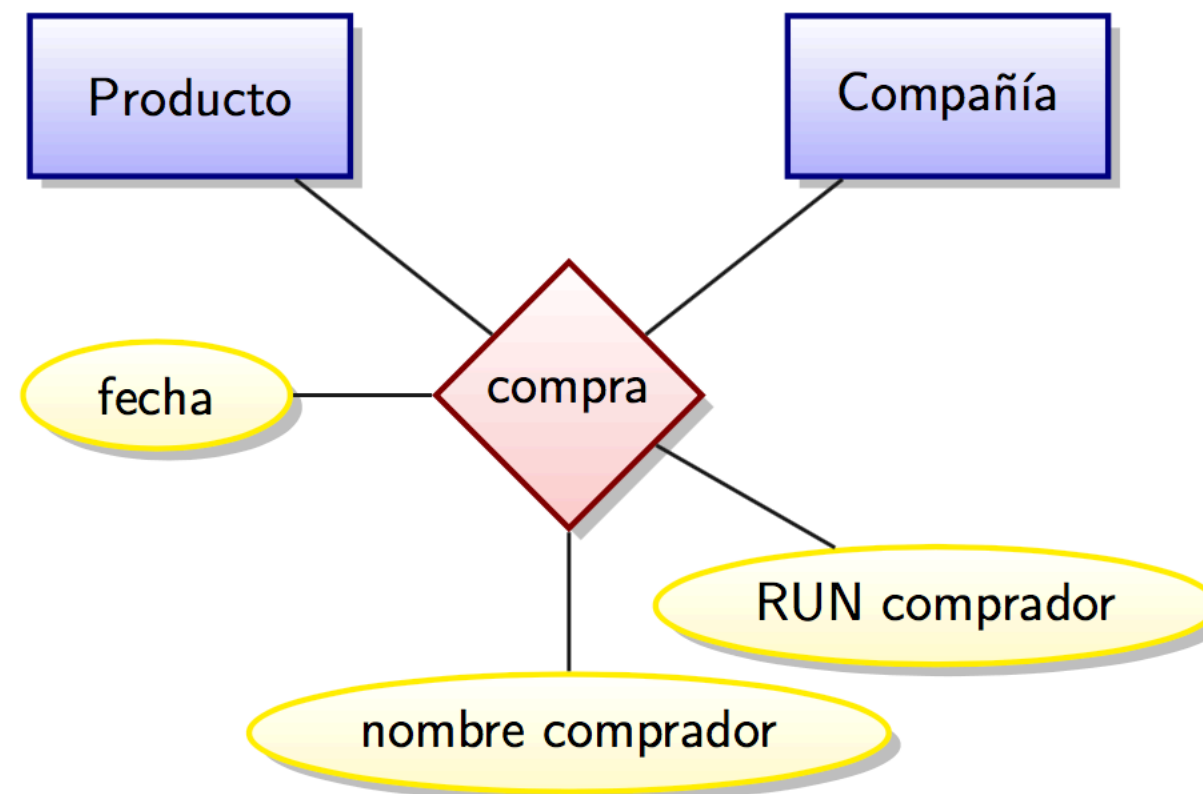 Producto
Compañía
compra
fecha
RUN comprador
nombre comprador